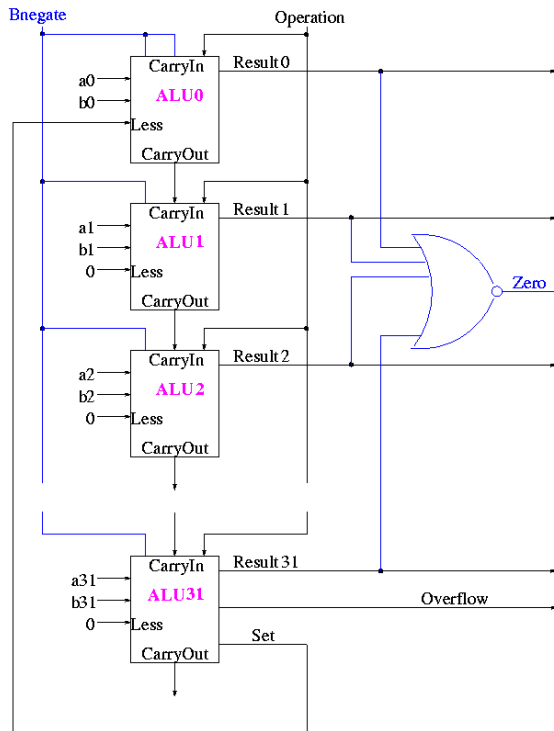 Bnegate
Operation
CarryIn
Result 0
a0
ALU0
b0
Less
CarryOut
CarryIn
Result 1
a1
ALU1
b1
0
Less
CarryOut
Zero
CarryIn
Result 2
a2
ALU2
b2
0
Less
CarryOut
CarryIn
Result 31
a31
ALU31
b31
Overflow
0
Less
Set
CarryOut